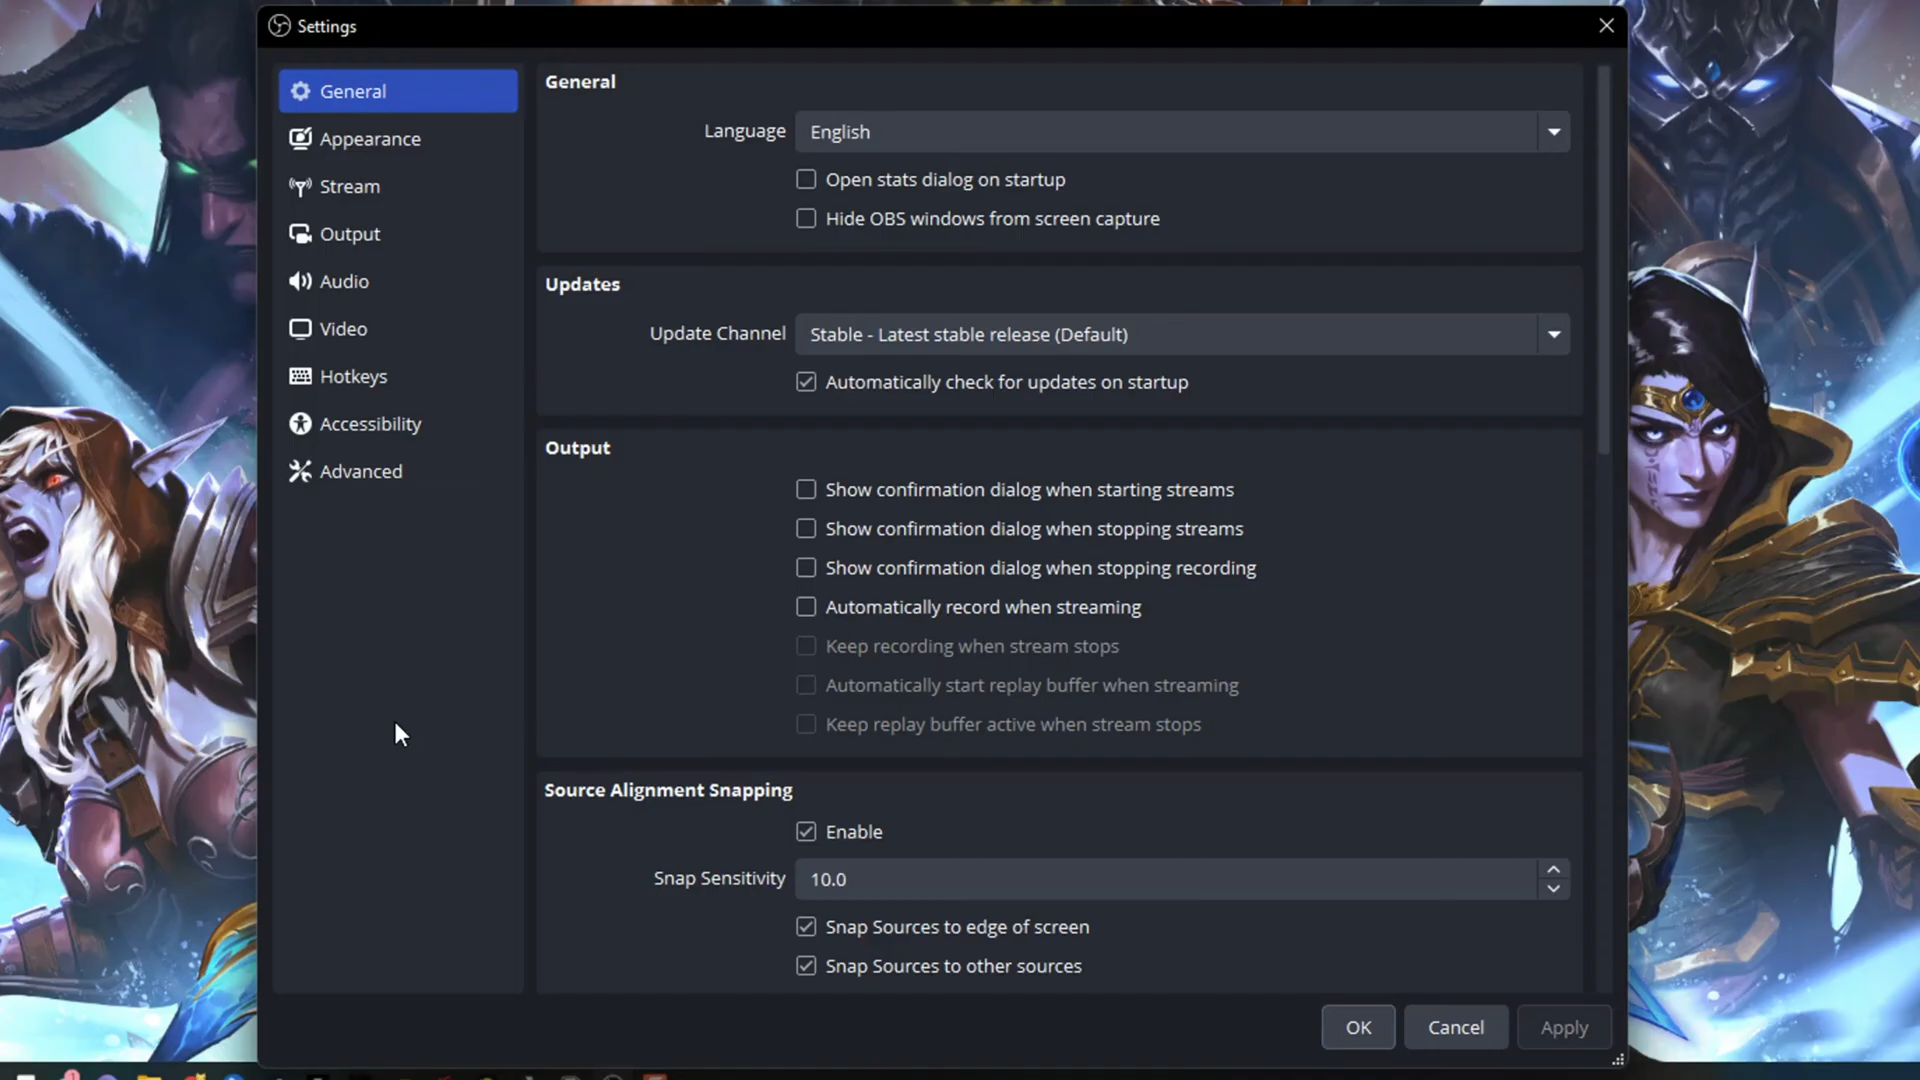 Settings
General
Appearance
Stream
Output
Audio
Video
Hotkeys
Accessibility
Advanced
General
Language English
Open stats dialog on startup
Hide OBS windows from screen capture
Updates
Update Channel Stable - Latest stable release (Default)
Automatically check for updates on startup
Output
Show confirmation dialog when starting streams
Show confirmation dialog when stopping streams
Show confirmation dialog when stopping recording
Automatically record when streaming
Keep recording when stream stops
Automatically start replay buffer when streaming
Keep replay buffer active when stream stops
Source Alignment Snapping
Enable
Snap Sensitivity 10.0
Snap Sources to edge of screen
Snap Sources to other sources
OK Cancel Apply